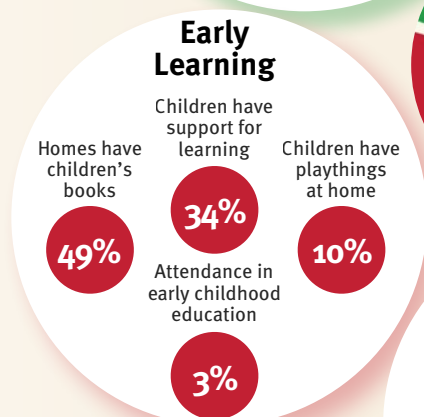 Early
Learning
Children have
support for
learning
34%
Homes have
children's
books
49%
Children have
playthings
at home
10%
Attendance in
early childhood
education
3%